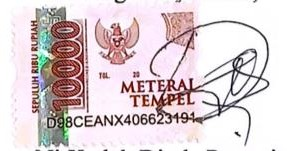 SEPULUH RIBU RUPIAH
10000
TGL. 20
METERAI
TEMPEL
D98CEANX406623191